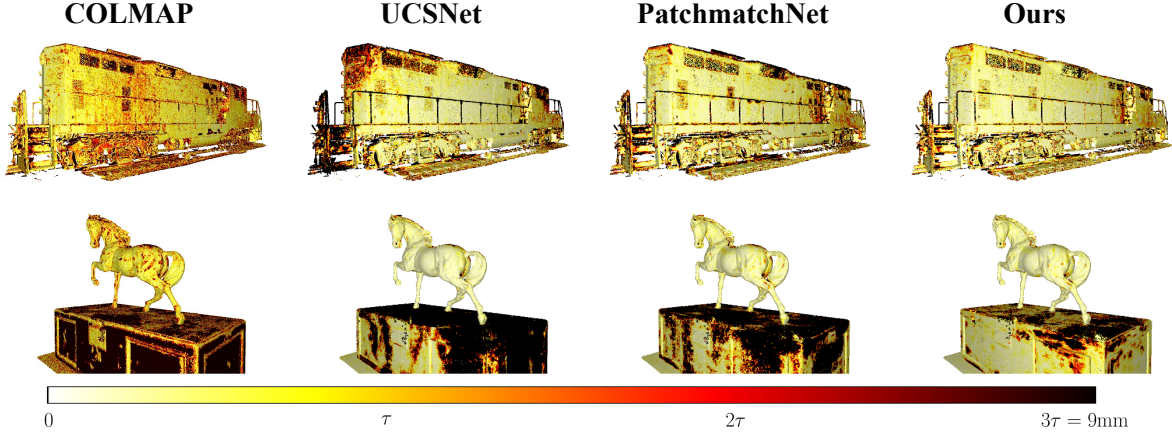 COLMAP UCSNet PatchmatchNet Ours
0 τ 2τ 3τ = 9mm